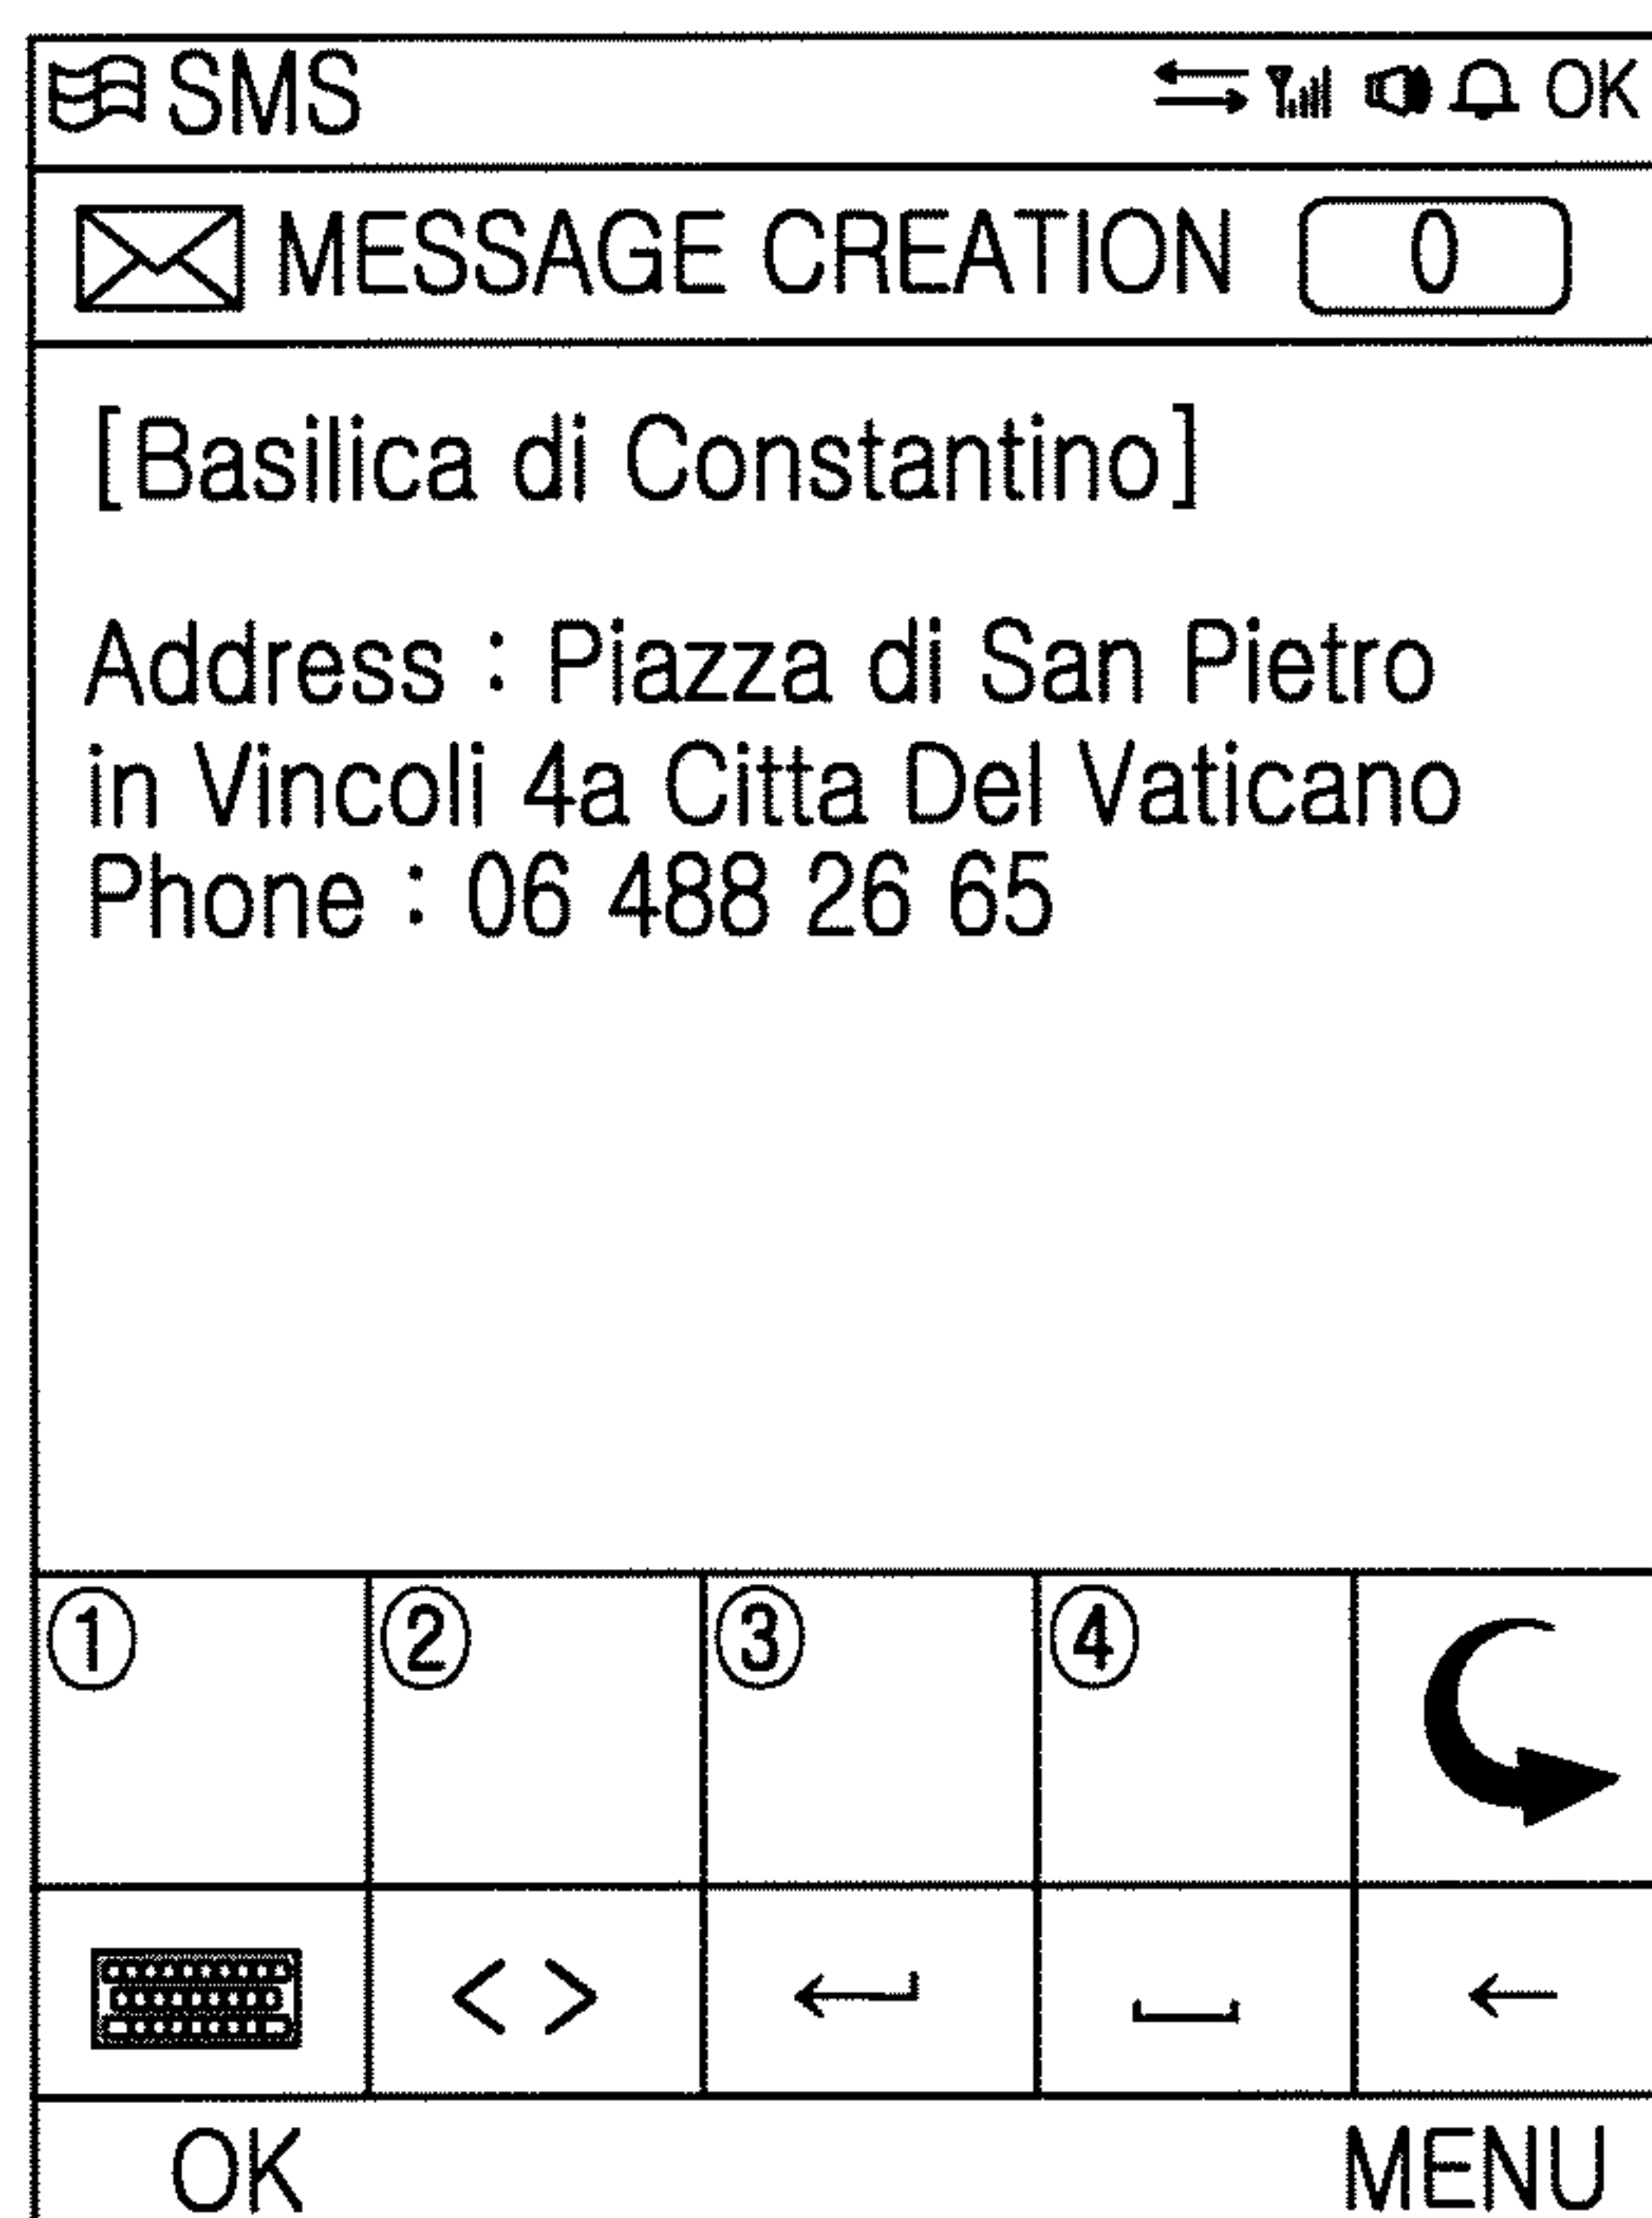 SMS OK
MESSAGE CREATION 0
[Basilica di Constantino]
Address : Piazza di San Pietro
in Vincoli 4a Citta Del Vaticano
Phone : 06 488 26 65
① ② ③ ④
< >
OK MENU